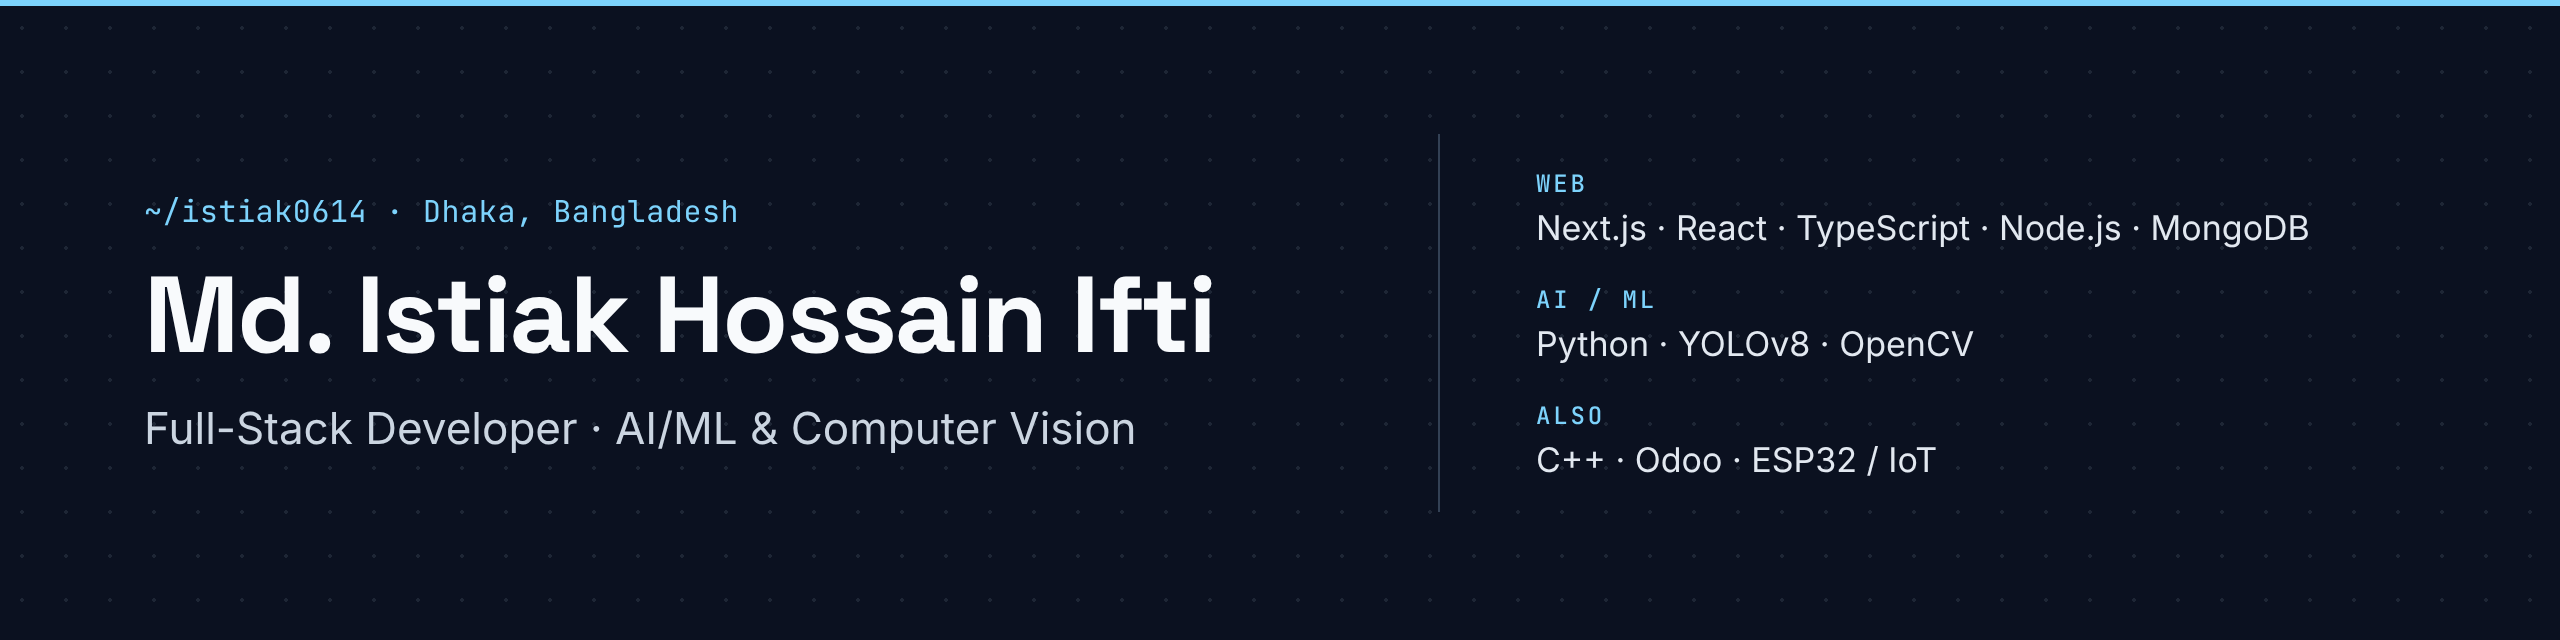 ~/istiak0614 · Dhaka, Bangladesh
Md. Istiak Hossain Ifti
Full-Stack Developer · AI/ML & Computer Vision
WEB
Next.js · React · TypeScript · Node.js · MongoDB
AI / ML
Python · YOLOv8 · OpenCV
ALSO
C++ · Odoo · ESP32 / IoT